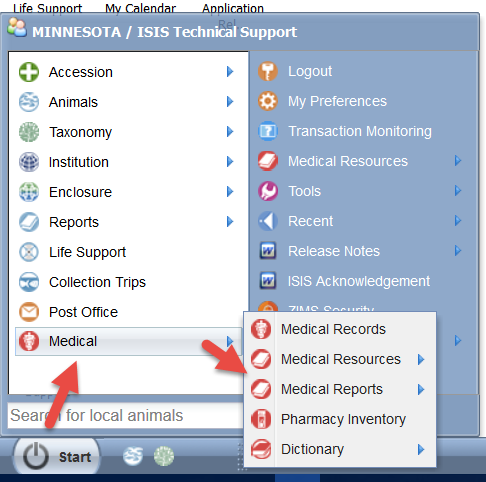 Life Support My Calendar Application
Rel
MINNESOTA / ISIS Technical Support
Accession
Animals
Taxonomy
Institution
Enclosure
Reports
Life Support
Collection Trips
Post Office
Medical
Logout
My Preferences
Transaction Monitoring
Medical Resources
Tools
Recent
Release Notes
ISIS Acknowledgement
ZIMS Security
Medical Records
Medical Resources
Medical Reports
Pharmacy Inventory
Dictionary
Search for local animals
Start